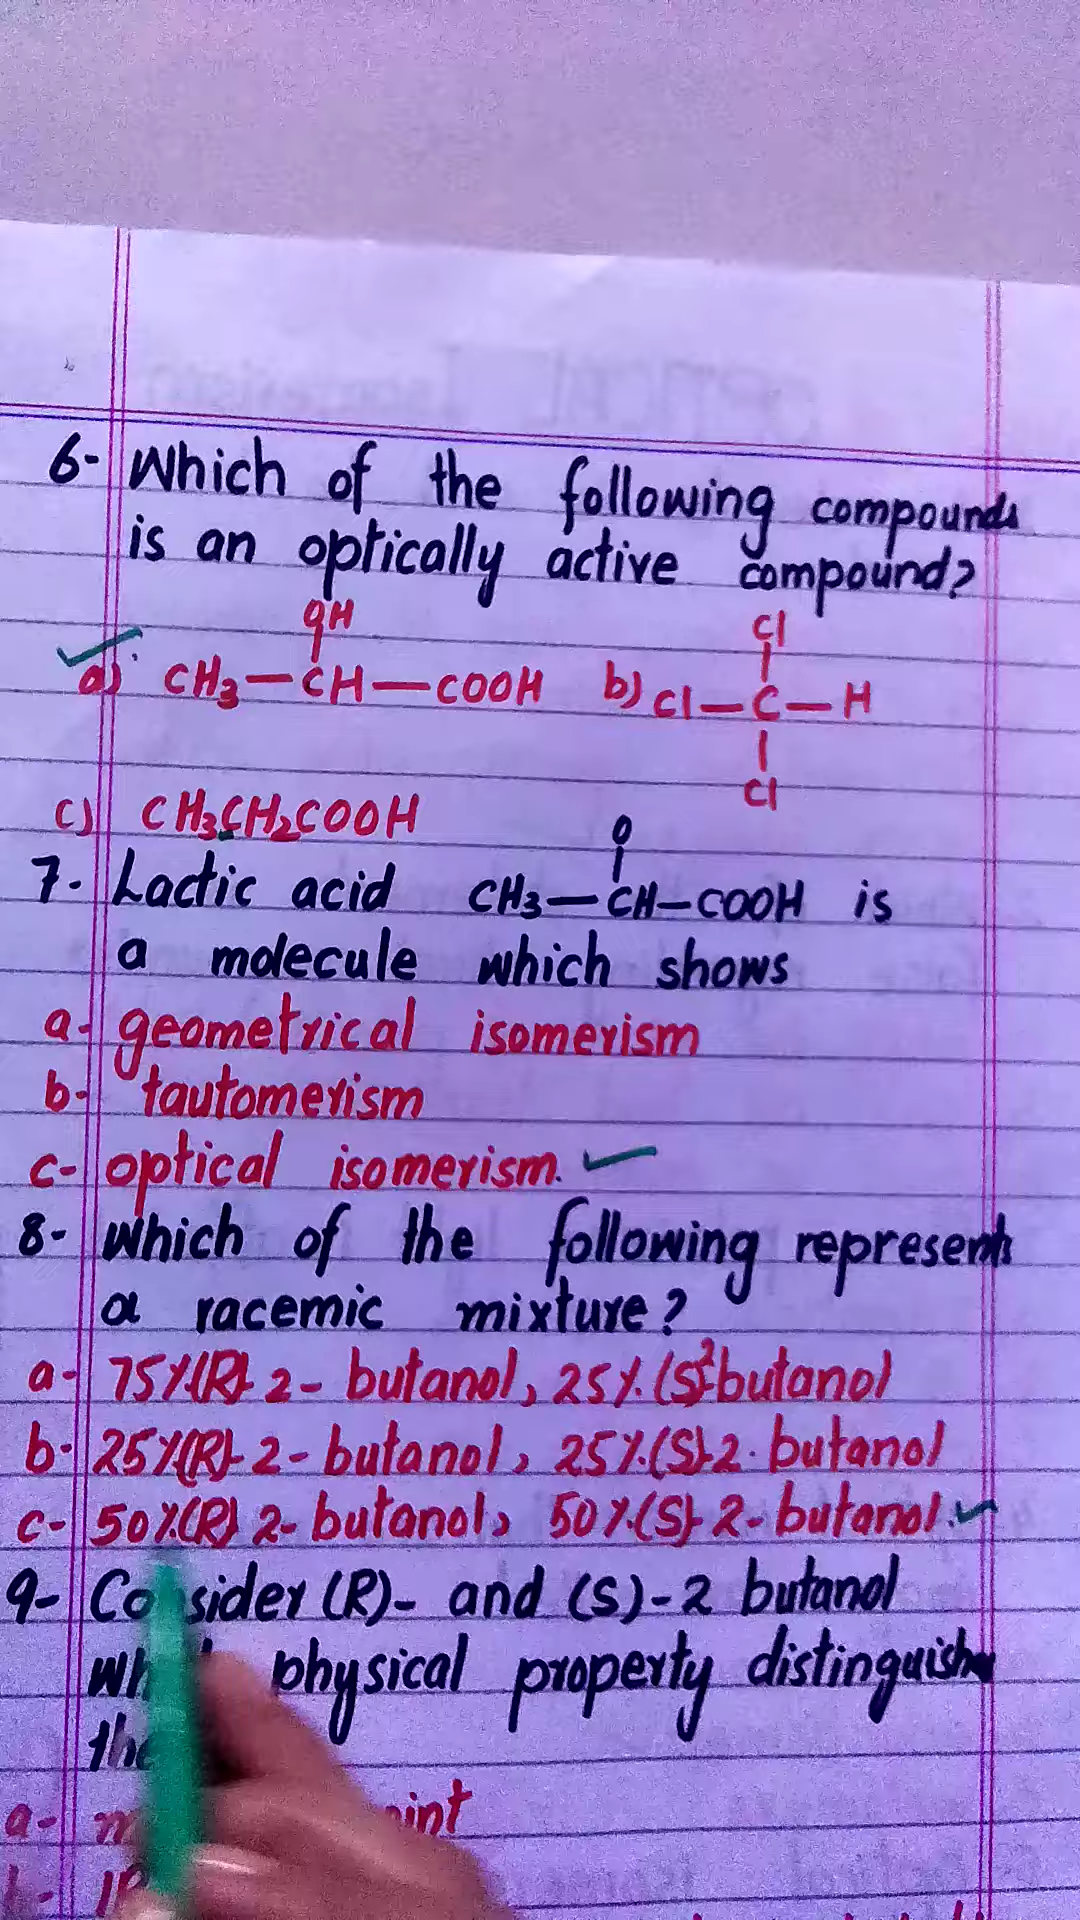 6- Which of the following compounds
is an optically active compound?
OH
a) CH3—CH—COOH b) Cl—C—H
Cl
Cl
c) CH3CH2COOH
O
7- Lactic acid CH3—CH—COOH is
a molecule which shows
a- geometrical isomerism
b- tautomerism
c- optical isomerism.
8- Which of the following represents
a racemic mixture?
a- 75%(R)-2-butanol, 25%(S)-2butanol
b- 25%(R)-2-butanol, 25%(S)-2-butanol
c- 50%(R) 2-butanol, 50%(S)-2-butanol.
9- Consider (R)- and (S)-2 butanol
physical property distinguish
a-